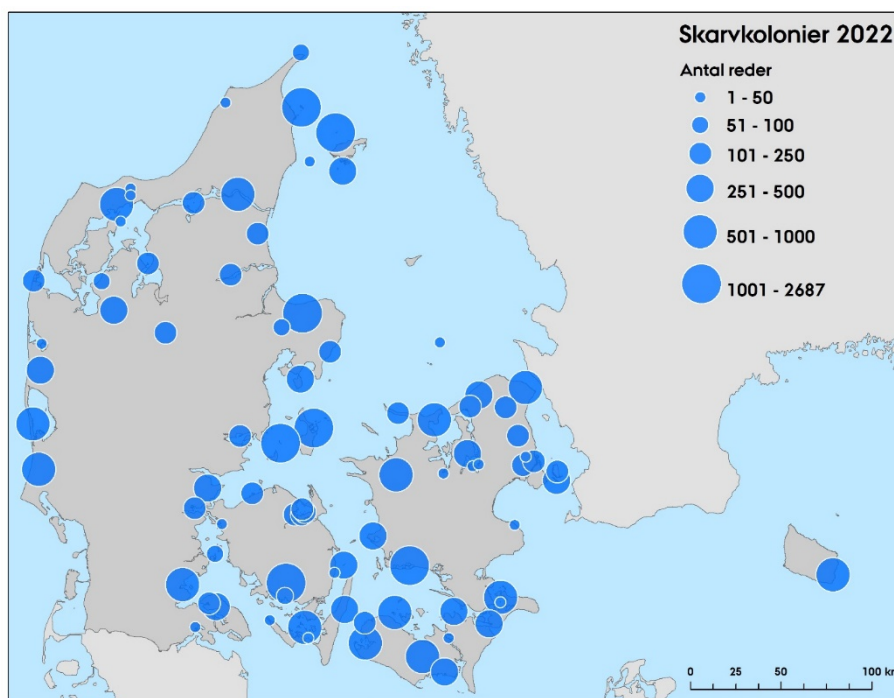 Skarvkolonier 2022
Antal reder
1 - 50
51 - 100
101 - 250
251 - 500
501 - 1000
1001 - 2687
0 25 50 100 km